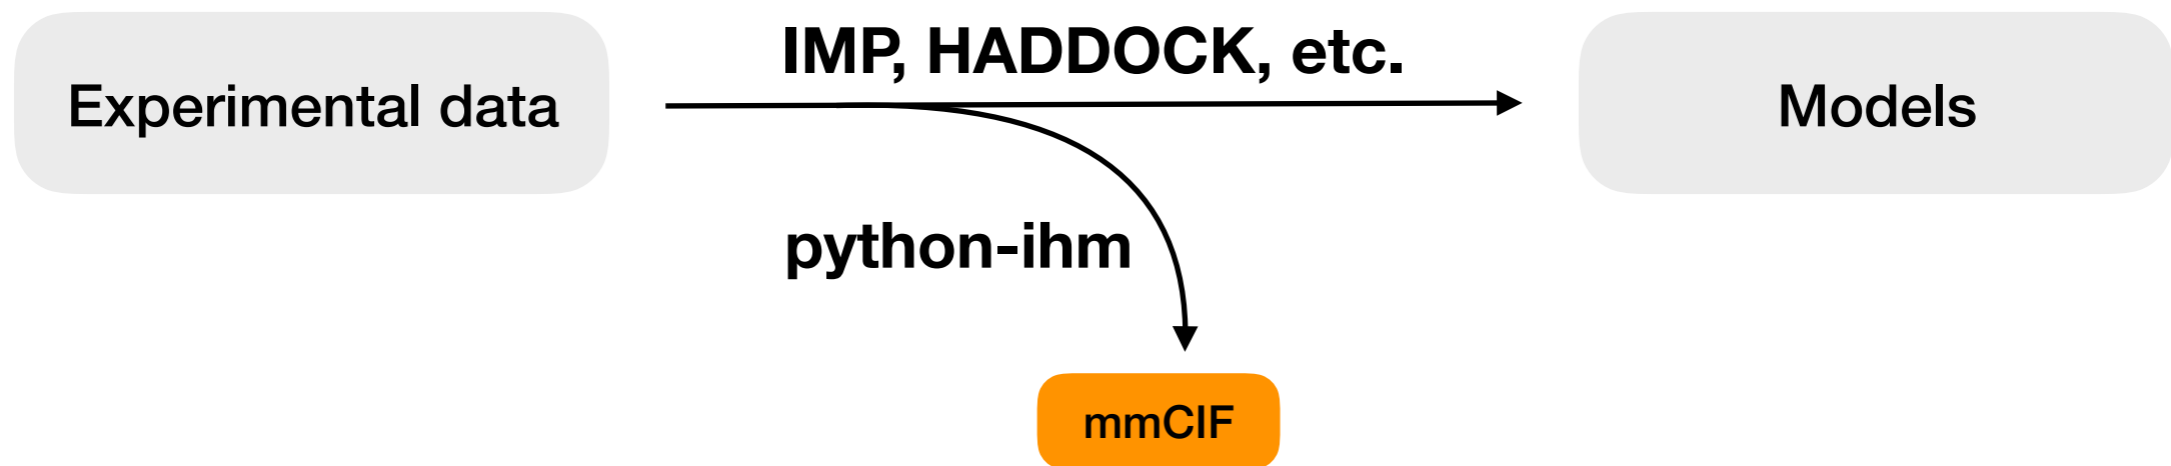 IMP, HADDOCK, etc.
Experimental data
Models
python-ihm
mmCIF